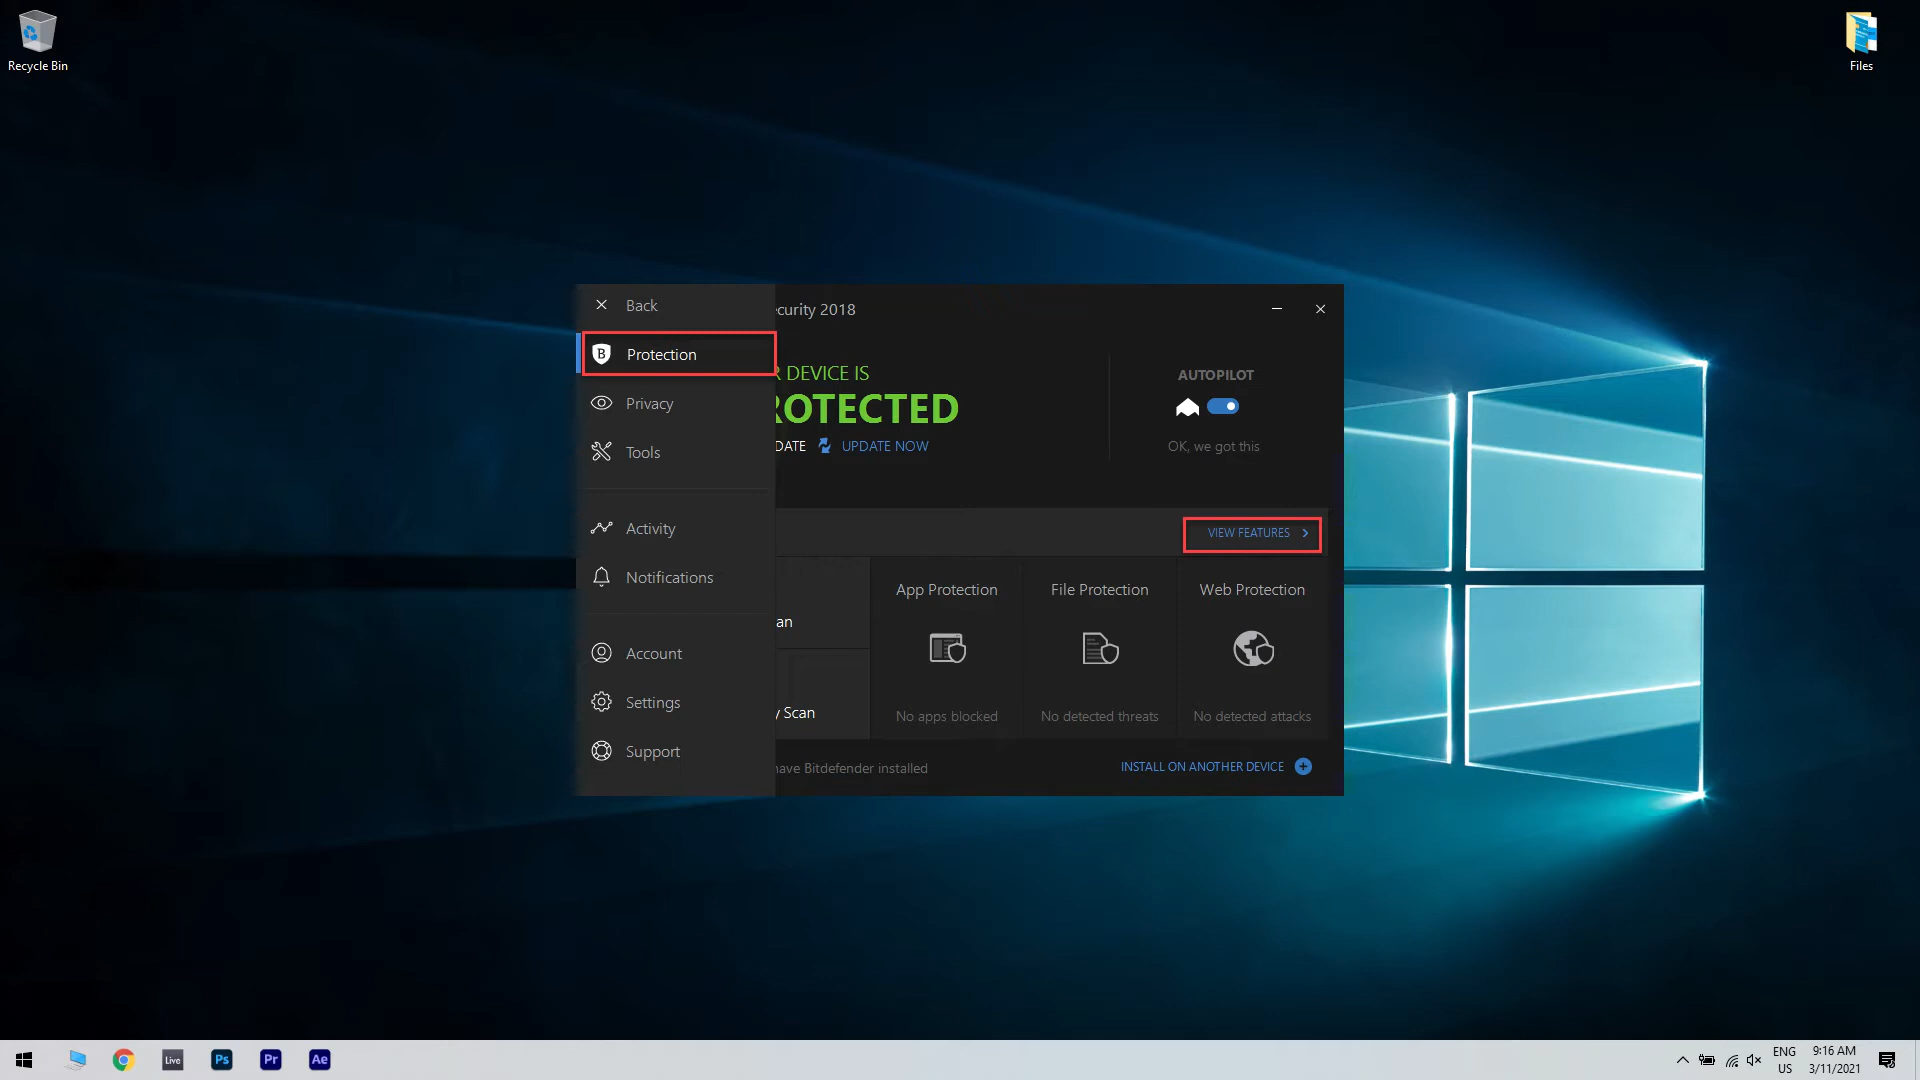 Recycle Bin
Files
Back
curity 2018
Protection
Privacy
Tools
Activity
Notifications
Account
Settings
Support
R DEVICE IS
ROTECTED
DATE UPDATE NOW
AUTOPILOT
OK, we got this
VIEW FEATURES
an
y Scan
App Protection
No apps blocked
File Protection
No detected threats
Web Protection
No detected attacks
have Bitdefender installed
INSTALL ON ANOTHER DEVICE
Live
Ps
Pr
Ae
ENG
US
9:16 AM
3/11/2021